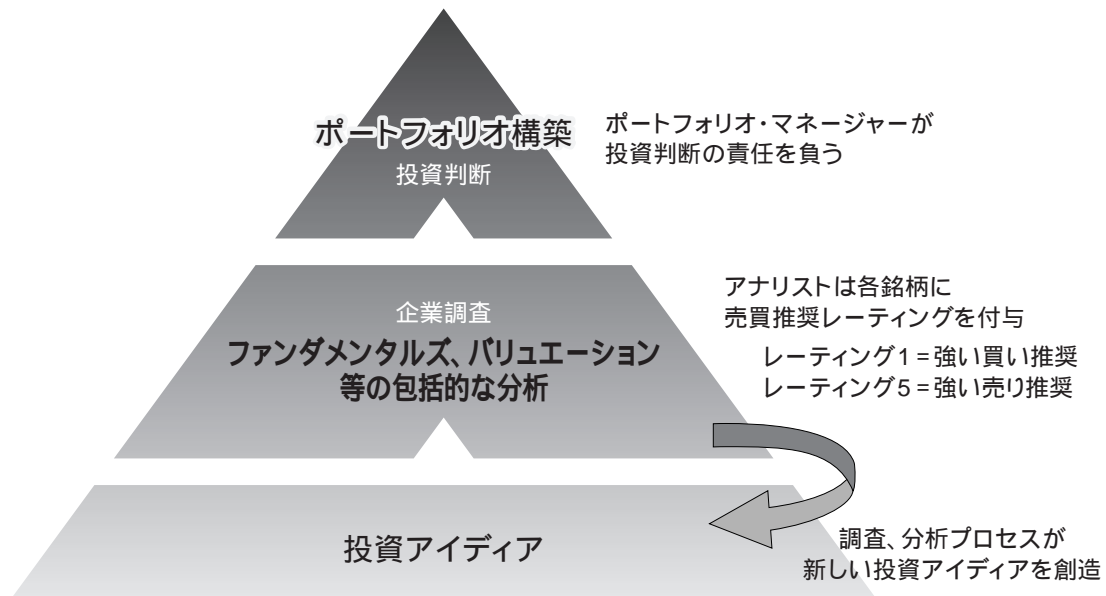 ポートフォリオ構築
投資判断
ポートフォリオ・マネージャーが
投資判断の責任を負う
企業調査
ファンダメンタルズ、バリュエーション
等の包括的な分析
アナリストは各銘柄に
売買推奨レーティングを付与
レーティング1=強い買い推奨
レーティング5=強い売り推奨
投資アイディア
調査、分析プロセスが
新しい投資アイディアを創造